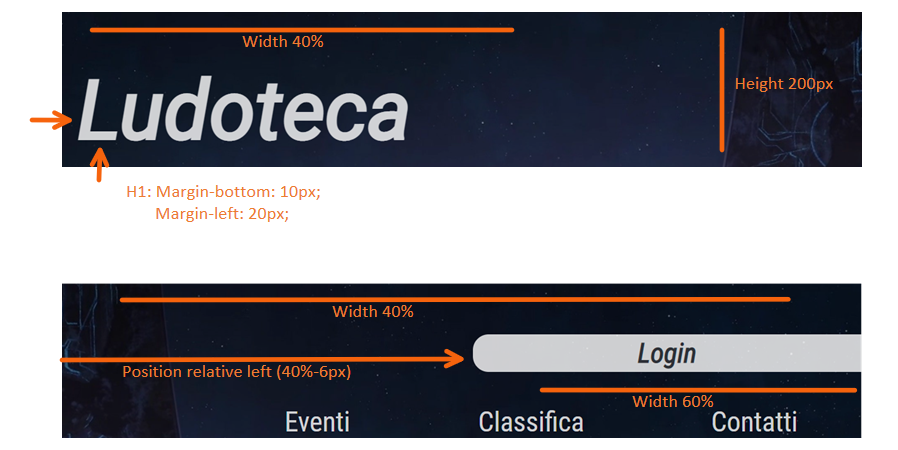 Width 40%
Height 200px
Ludoteca
H1: Margin-bottom: 10px;
Margin-left: 20px;
Width 40%
Login
Position relative left (40%-6px)
Width 60%
Eventi Classifica Contatti